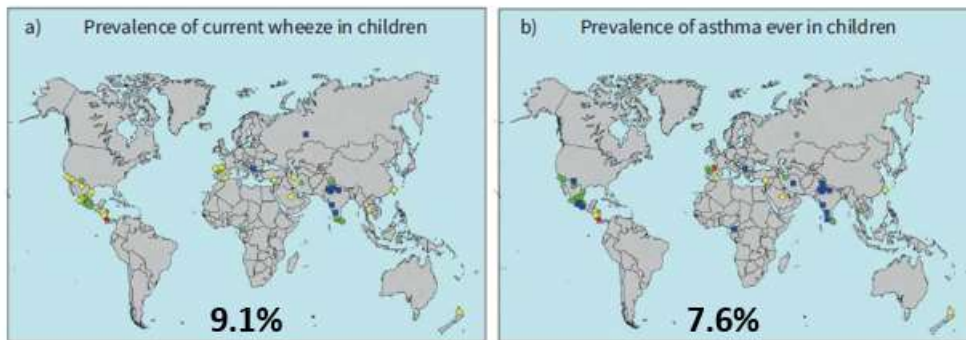 a) Prevalence of current wheeze in children
b) Prevalence of asthma ever in children
9.1%
7.6%